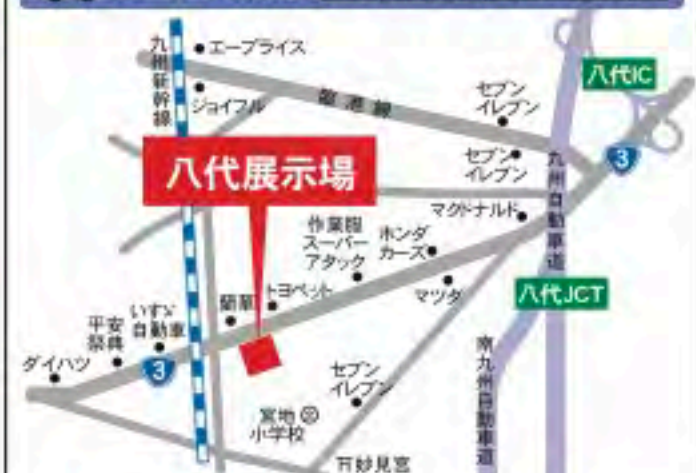 九州新幹線
エープライス
ジョイフル
臨港線
セブン
イレブン
八代IC
3
セブン
イレブン
九州自動車道
八代展示場
マクドナルド
作業服
スーパー
アタック
ホンダ
カーズ
マツダ
八代JCT
トヨペット
蘭華
いすゞ
自動車
平安
祭典
ダイハツ
3
セブン
イレブン
南九州自動車道
宮地
小学校
文
妙見宮